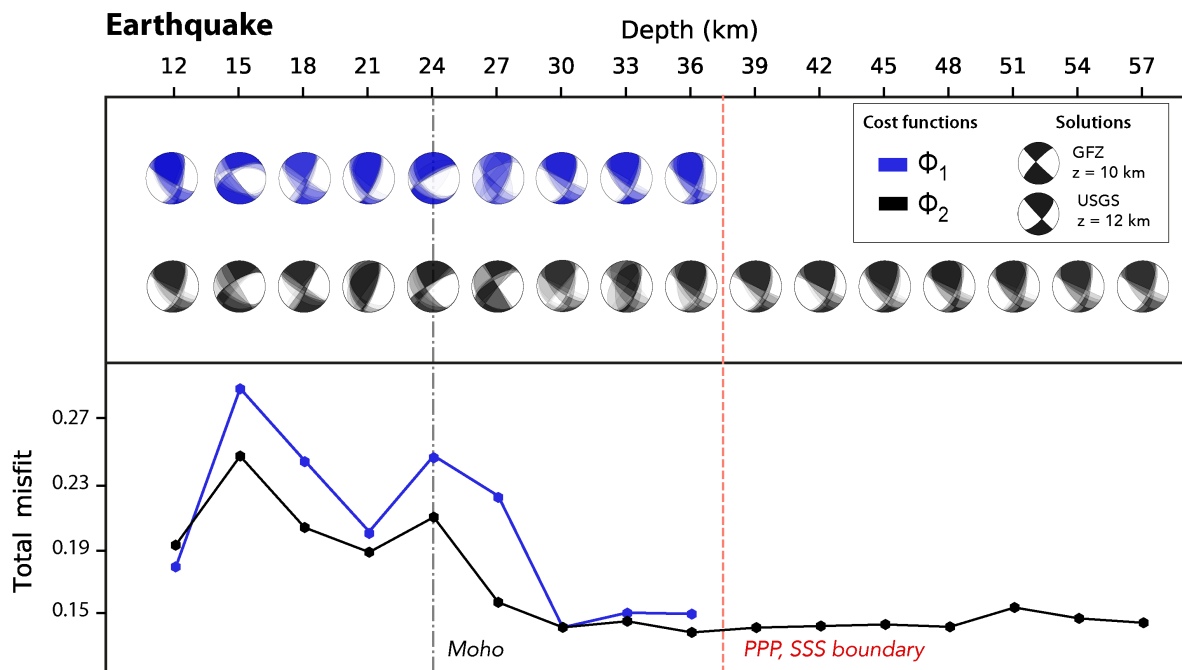 Earthquake
Depth (km)
12 15 18 21 24 27 30 33 36 39 42 45 48 51 54 57
Cost functions Solutions
Φ1
Φ2
GFZ
z = 10 km
USGS
z = 12 km
Total misfit
0.27
0.23
0.19
0.15
Moho
PPP, SSS boundary